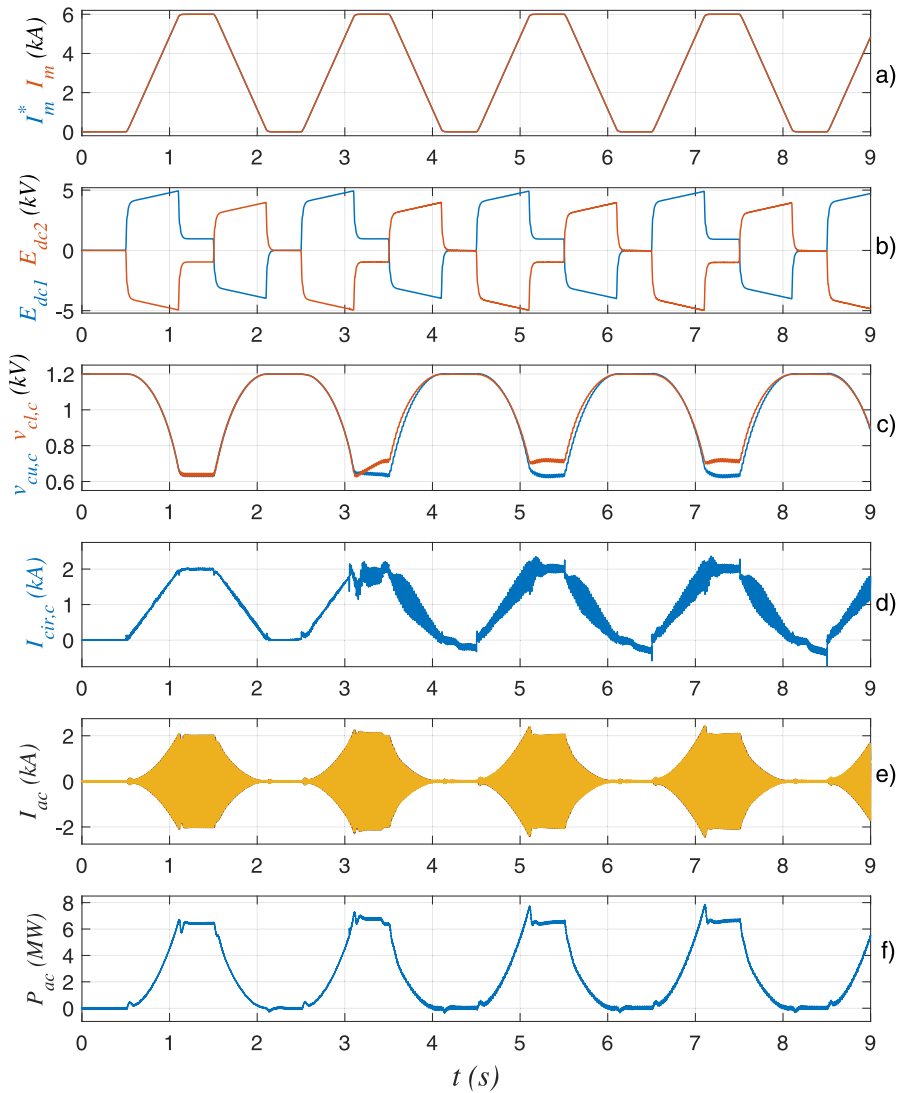 6
4
2
0
I*m Im (kA)
a)
0 1 2 3 4 5 6 7 8 9
5
0
-5
Edc1 Edc2 (kV)
b)
0 1 2 3 4 5 6 7 8 9
1.2
0.9
0.6
vcu,c vcl,c (kV)
c)
0 1 2 3 4 5 6 7 8 9
2
1
0
Icir,c (kA)
d)
0 1 2 3 4 5 6 7 8 9
2
0
-2
Iac (kA)
e)
0 1 2 3 4 5 6 7 8 9
8
6
4
2
0
Pac (MW)
f)
0 1 2 3 4 5 6 7 8 9
t (s)